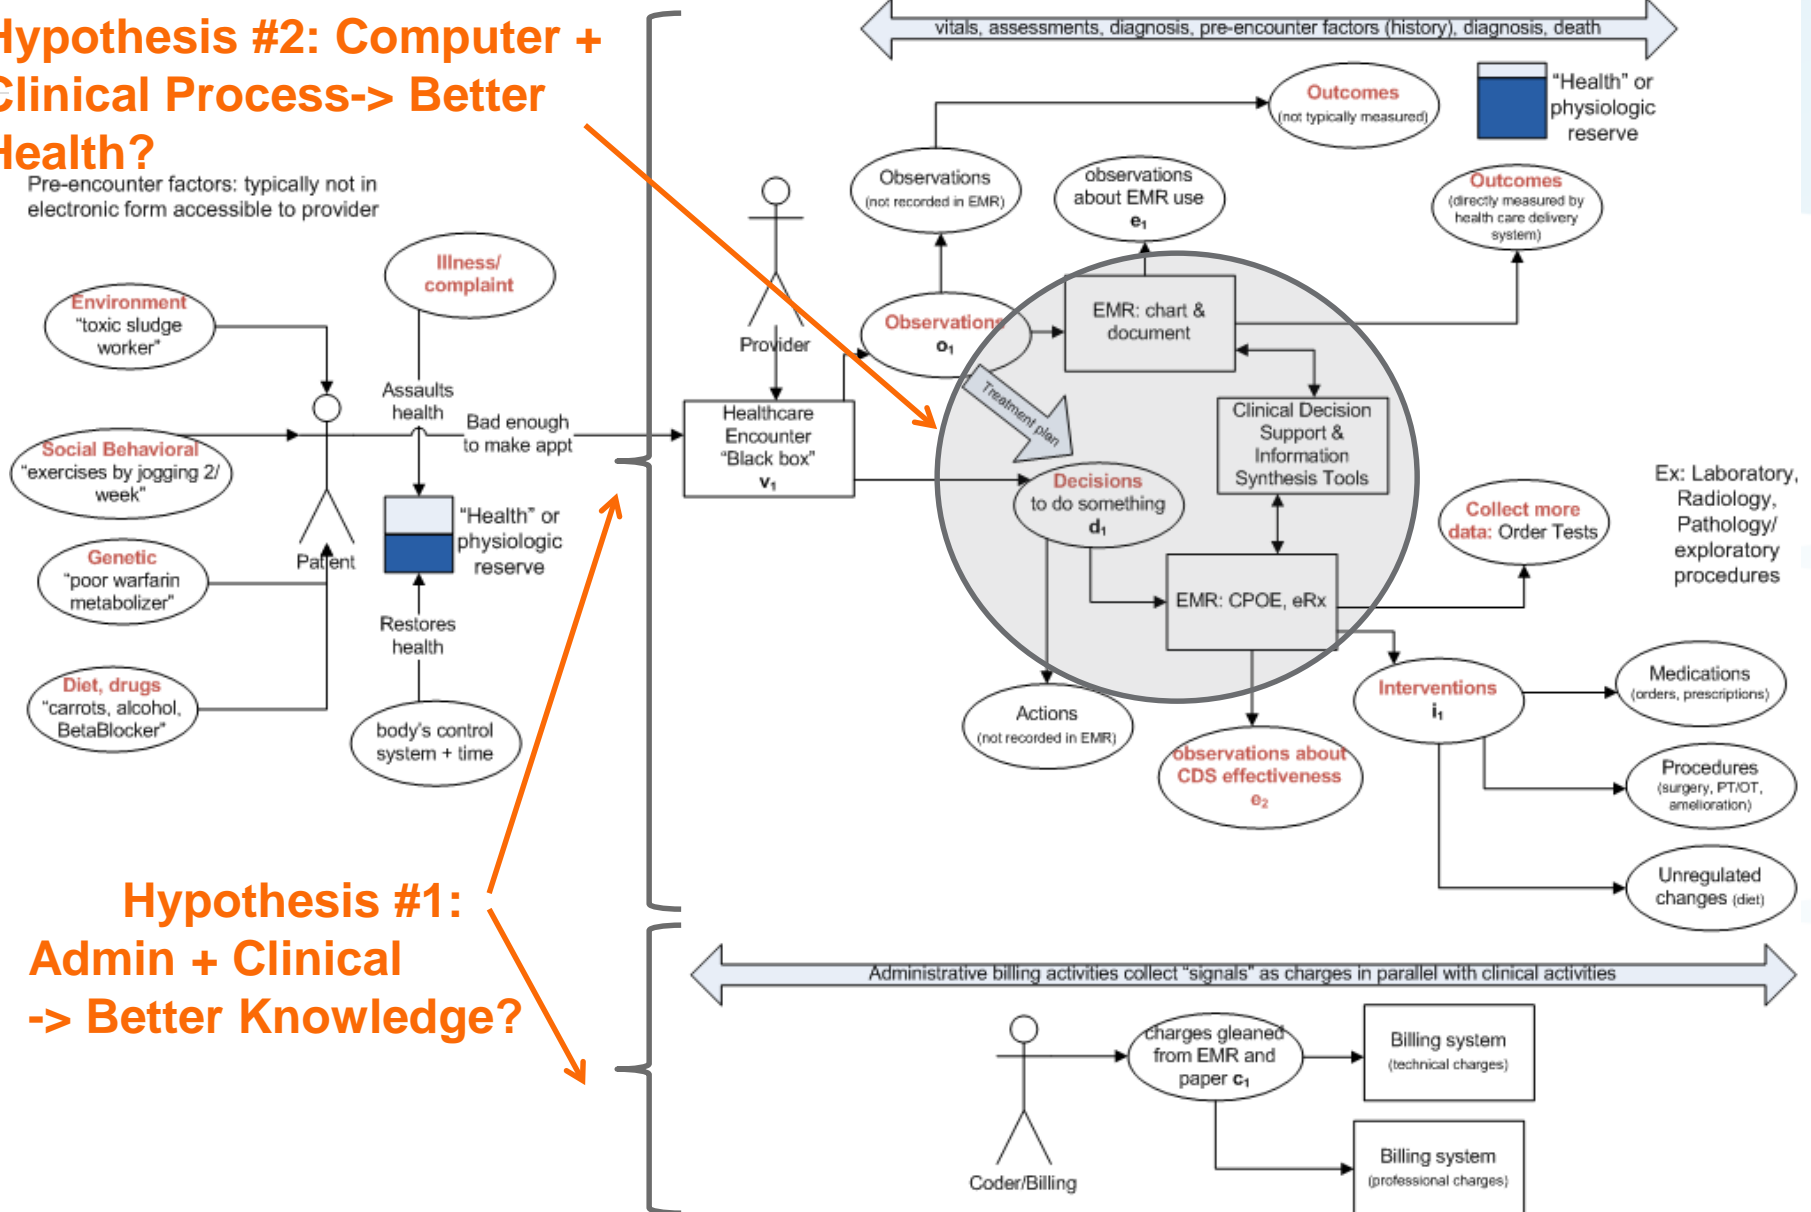 Hypothesis #2: Computer +
Clinical Process-> Better
Health?
Pre-encounter factors: typically not in
electronic form accessible to provider
Illness/
complaint
Environment
“toxic sludge
worker”
Social Behavioral
“exercises by jogging 2/
week”
Genetic
“poor warfarin
metabolizer”
Diet, drugs
“carrots, alcohol,
BetaBlocker”
Patient
Assaults
health
Bad enough
to make appt
“Health” or
physiologic
reserve
Restores
health
body's control
system + time
Hypothesis #1:
Admin + Clinical
-> Better Knowledge?
vitals, assessments, diagnosis, pre-encounter factors (history), diagnosis, death
Outcomes
(not typically measured)
“Health” or
physiologic
reserve
Observations
(not recorded in EMR)
observations
about EMR use
e1
Outcomes
(directly measured by
health care delivery
system)
Provider
Observations
o1
EMR: chart &
document
Treatment plan
Healthcare
Encounter
“Black box”
v1
Clinical Decision
Support &
Information
Synthesis Tools
Decisions
to do something
d1
Collect more
data: Order Tests
Ex: Laboratory,
Radiology,
Pathology/
exploratory
procedures
EMR: CPOE, eRx
Actions
(not recorded in EMR)
observations about
CDS effectiveness
e2
Interventions
i1
Medications
(orders, prescriptions)
Procedures
(surgery, PT/OT,
amelioration)
Unregulated
changes (diet)
Administrative billing activities collect “signals” as charges in parallel with clinical activities
Coder/Billing
charges gleaned
from EMR and
paper c1
Billing system
(technical charges)
Billing system
(professional charges)